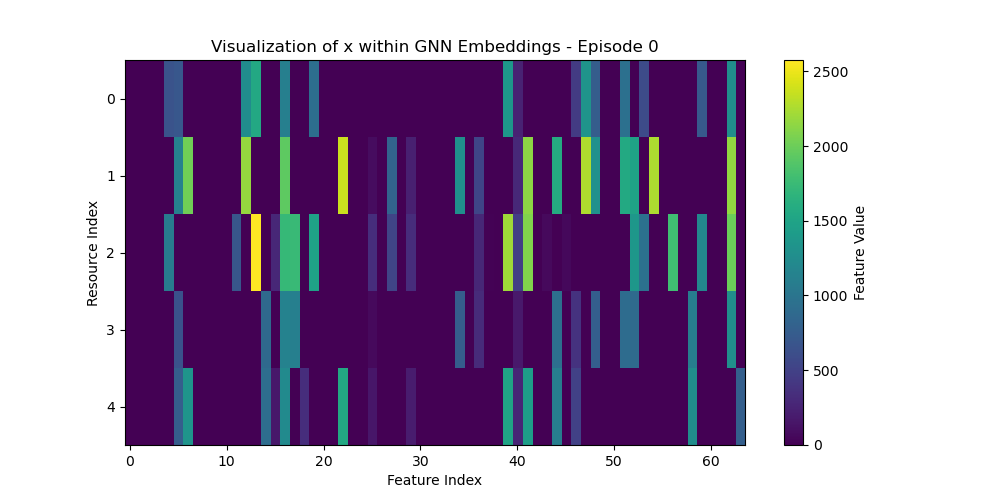 Visualization of x within GNN Embeddings - Episode 0
Resource Index
0
1
2
3
4
0 10 20 30 40 50 60
Feature Index
2500
2000
1500
1000
500
0
Feature Value